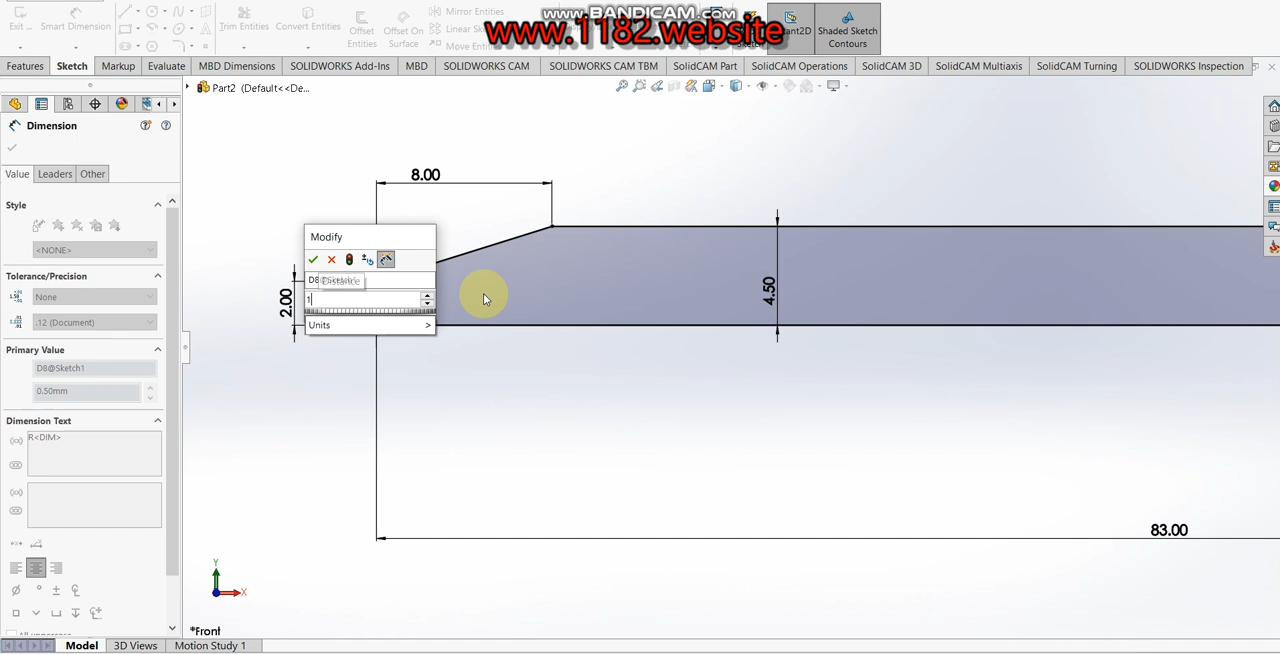 www.BANDICAM.com
www.1182.website
Exit ...
Smart Dimension
Trim Entities
Convert Entities
Offset
Entities
Offset On
Surface
Mirror Entities
Linear Sk
Move Entities
Instant2D
Shaded Sketch
Contours
Features
Sketch
Markup
Evaluate
MBD Dimensions
SOLIDWORKS Add-Ins
MBD
SOLIDWORKS CAM
SOLIDWORKS CAM TBM
SolidCAM Part
SolidCAM Operations
SolidCAM 3D
SolidCAM Multiaxis
SolidCAM Turning
SOLIDWORKS Inspection
Part2 (Default<<De...
Dimension
Value
Leaders
Other
Style
<NONE>
Tolerance/Precision
None
.12 (Document)
Primary Value
D8@Sketch1
0.50mm
Dimension Text
R<DIM>
Modify
D8@Sketch1
Distance
1
Units
8.00
2.00
4.50
83.00
Y
X
*Front
Model
3D Views
Motion Study 1